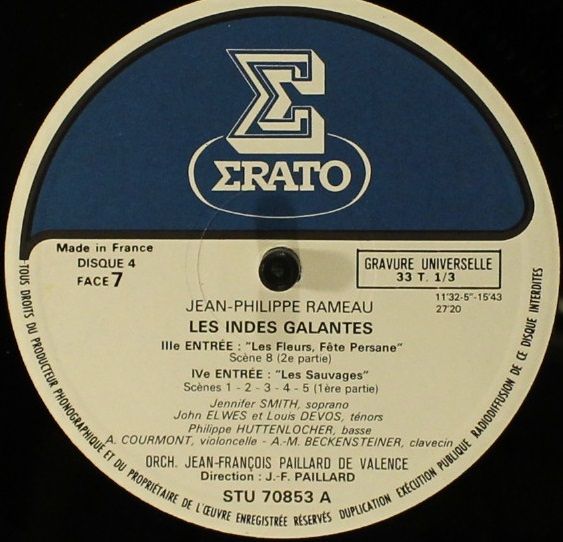 Σ
ΣRATO
Made in France
DISQUE 4
FACE 7
GRAVURE UNIVERSELLE
33 T. 1/3
11'32-5"-15'43
27'20
JEAN-PHILIPPE RAMEAU
LES INDES GALANTES
IIIe ENTRÉE : "Les Fleurs, Fête Persane"
Scène 8 (2e partie)
IVe ENTRÉE : "Les Sauvages"
Scènes 1 - 2 - 3 - 4 - 5 (1ère partie)
Jennifer SMITH, soprano
John ELWES et Louis DEVOS, ténors
Philippe HUTTENLOCHER, basse
A. COURMONT, violoncelle - A.-M. BECKENSTEINER, clavecin
ORCH. JEAN-FRANÇOIS PAILLARD DE VALENCE
Direction : J.-F. PAILLARD
STU 70853 A
TOUS DROITS DU PRODUCTEUR PHONOGRAPHIQUE ET DU PROPRIÉTAIRE DE L'ŒUVRE ENREGISTRÉE RÉSERVÉS DUPLICATION EXÉCUTION PUBLIQUE RADIODIFFUSION DE CE DISQUE INTERDITES